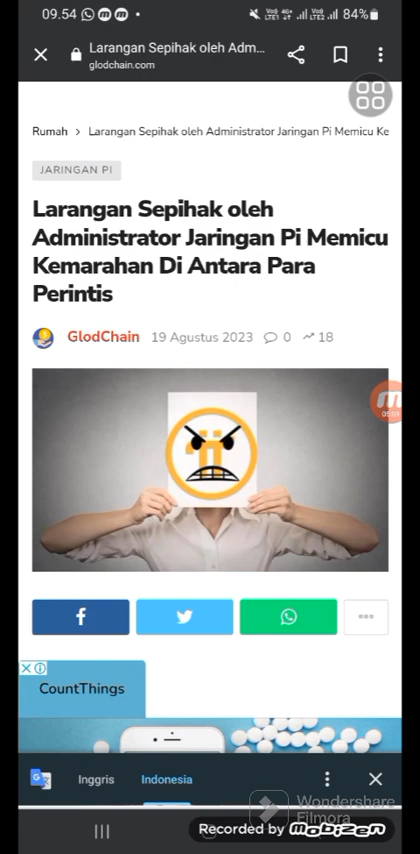 09.54
84%
Larangan Sepihak oleh Adm...
glodchain.com
Rumah > Larangan Sepihak oleh Administrator Jaringan Pi Memicu Ke
JARINGAN PI
Larangan Sepihak oleh
Administrator Jaringan Pi Memicu
Kemarahan Di Antara Para
Perintis
GlodChain 19 Agustus 2023 0 18
CountThings
Inggris Indonesia
Wondershare
Filmora
Recorded by mobizen